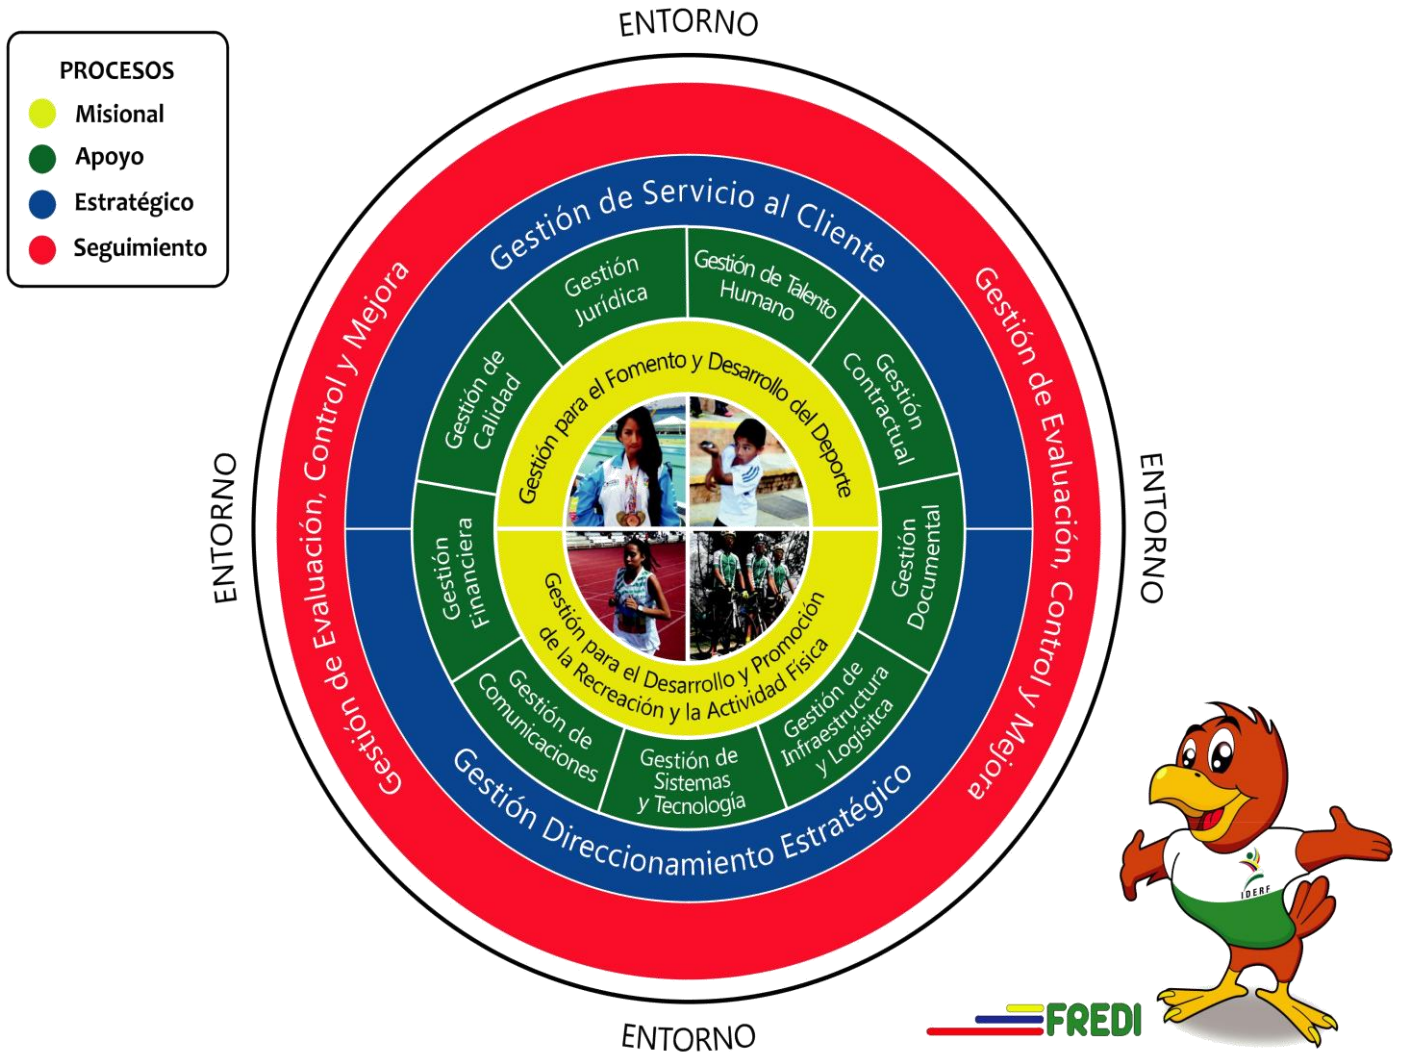 ENTORNO
PROCESOS
Misional
Apoyo
Estratégico
Seguimiento
Gestión de Evaluación, Control y Mejora
Gestión de Evaluación, Control y Mejora
Gestión de Servicio al Cliente
Gestión
Jurídica
Gestión de Talento
Humano
Gestión de
Calidad
Gestión
Contractual
Gestión para el Fomento y Desarrollo del Deporte
ENTORNO
ENTORNO
Gestión
Financiera
Gestión
Documental
Gestión para el Desarrollo y Promoción
de la Recreación y la Actividad Física
Gestión de
Comunicaciones
Gestión de
Sistemas
y Tecnología
Gestión de
Infraestructura
y Logísitca
Gestión Direccionamiento Estratégico
IDERF
FREDI
ENTORNO